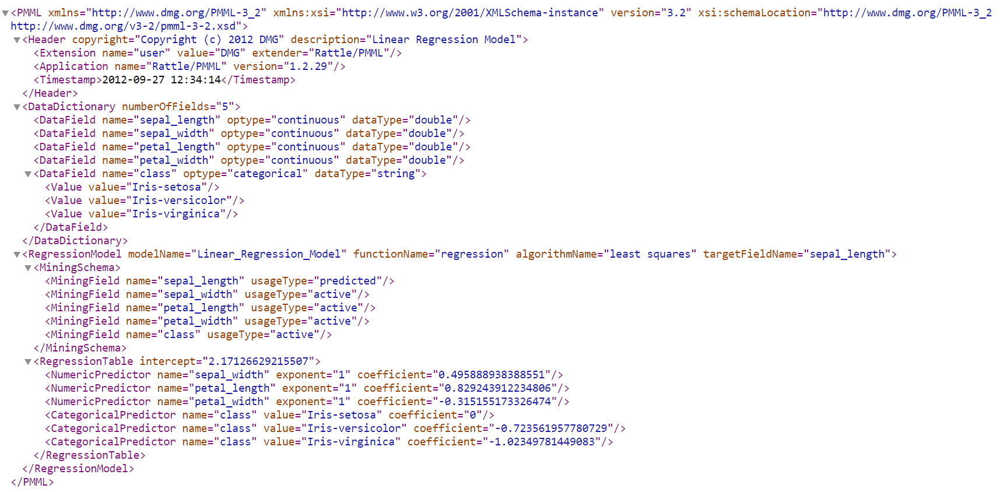 <PMML xmlns="http://www.dmg.org/PMML-3_2" xmlns:xsi="http://www.w3.org/2001/XMLSchema-instance" version="3.2" xsi:schemaLocation="http://www.dmg.org/PMML-3_2
http://www.dmg.org/v3-2/pmml-3-2.xsd">
<Header copyright="Copyright (c) 2012 DMG" description="Linear Regression Model">
<Extension name="user" value="DMG" extender="Rattle/PMML"/>
<Application name="Rattle/PMML" version="1.2.29"/>
<Timestamp>2012-09-27 12:34:14</Timestamp>
</Header>
<DataDictionary numberOfFields="5">
<DataField name="sepal_length" optype="continuous" dataType="double"/>
<DataField name="sepal_width" optype="continuous" dataType="double"/>
<DataField name="petal_length" optype="continuous" dataType="double"/>
<DataField name="petal_width" optype="continuous" dataType="double"/>
<DataField name="class" optype="categorical" dataType="string">
<Value value="Iris-setosa"/>
<Value value="Iris-versicolor"/>
<Value value="Iris-virginica"/>
</DataField>
</DataDictionary>
<RegressionModel modelName="Linear_Regression_Model" functionName="regression" algorithmName="least squares" targetFieldName="sepal_length">
<MiningSchema>
<MiningField name="sepal_length" usageType="predicted"/>
<MiningField name="sepal_width" usageType="active"/>
<MiningField name="petal_length" usageType="active"/>
<MiningField name="petal_width" usageType="active"/>
<MiningField name="class" usageType="active"/>
</MiningSchema>
<RegressionTable intercept="2.17126629215507">
<NumericPredictor name="sepal_width" exponent="1" coefficient="0.495888938388551"/>
<NumericPredictor name="petal_length" exponent="1" coefficient="0.829243912234806"/>
<NumericPredictor name="petal_width" exponent="1" coefficient="-0.315155173326474"/>
<CategoricalPredictor name="class" value="Iris-setosa" coefficient="0"/>
<CategoricalPredictor name="class" value="Iris-versicolor" coefficient="-0.723561957780729"/>
<CategoricalPredictor name="class" value="Iris-virginica" coefficient="-1.02349781449083"/>
</RegressionTable>
</RegressionModel>
</PMML>